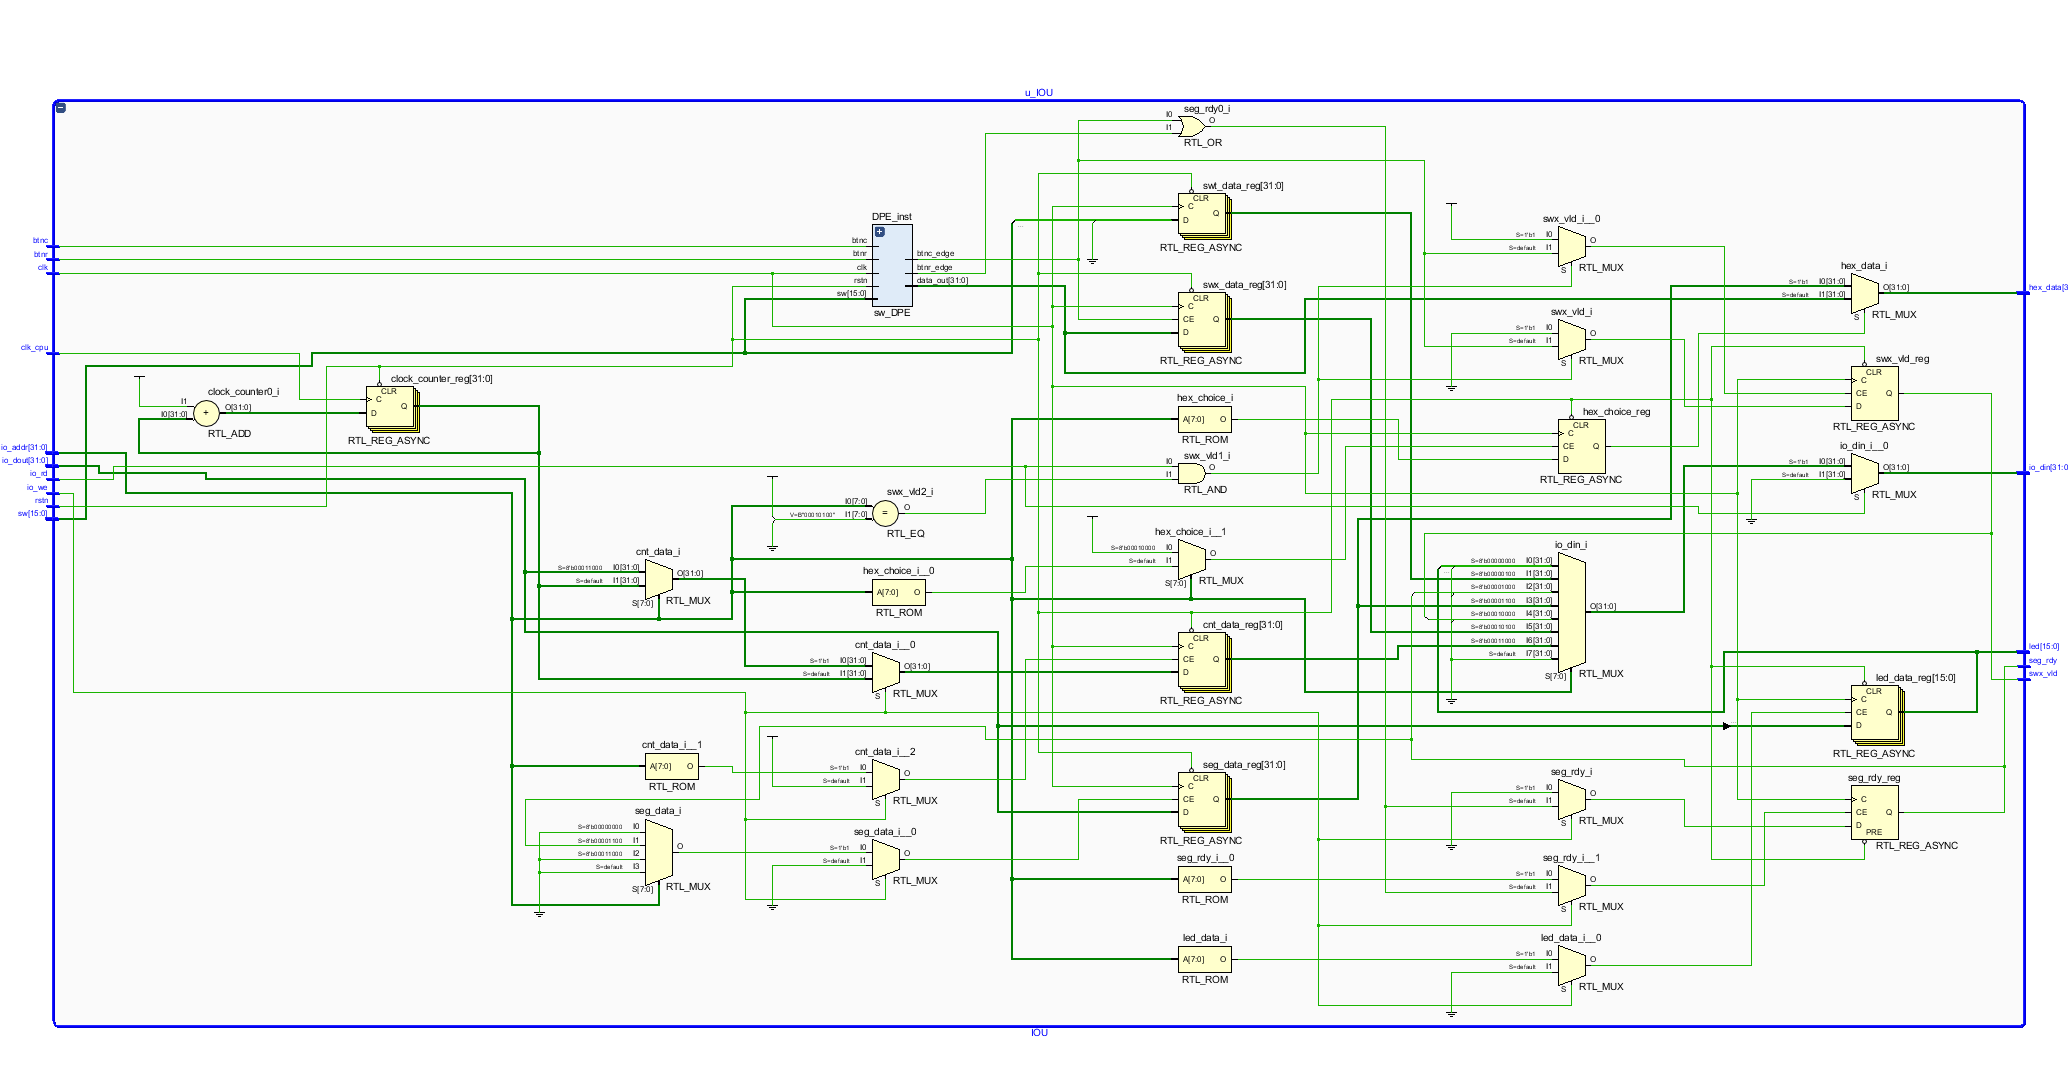 u_IOU
seg_rdy0_i
I0
I1
O
RTL_OR
swt_data_reg[31:0]
CLR
C
D
Q
RTL_REG_ASYNC
DPE_inst
btnc
btnr
clk
rstn
sw[15:0]
btnc_edge
btnr_edge
data_out[31:0]
sw_DPE
swx_data_reg[31:0]
CLR
C
CE
D
Q
RTL_REG_ASYNC
swx_vld_i__0
S=1'b1 I0
S=default I1
O
S
RTL_MUX
swx_vld_i
S=1'b1 I0
S=default I1
O
S
RTL_MUX
hex_data_i
S=1'b1 I0[31:0]
S=default I1[31:0]
O[31:0]
S
RTL_MUX
hex_data[3
btnc
btnr
clk
clk_cpu
io_addr[31:0]
io_dout[31:0]
io_rd
io_we
rstn
sw[15:0]
clock_counter0_i
I1
I0[31:0]
+
O[31:0]
RTL_ADD
clock_counter_reg[31:0]
CLR
C
D
Q
RTL_REG_ASYNC
hex_choice_i
A[7:0] O
RTL_ROM
hex_choice_reg
CLR
C
CE
D
Q
RTL_REG_ASYNC
swx_vld_reg
CLR
C
CE
D
Q
RTL_REG_ASYNC
swx_vld1_i
I0
I1
O
RTL_AND
io_din_i__0
S=1'b1 I0[31:0]
S=default I1[31:0]
O[31:0]
S
RTL_MUX
io_din[31:0
swx_vld2_i
I0[7:0]
V=B"00010100" I1[7:0]
=
O
RTL_EQ
hex_choice_i__1
S=8'b00010000 I0
S=default I1
O
S[7:0]
RTL_MUX
cnt_data_i
S=8'b00011000 I0[31:0]
S=default I1[31:0]
O[31:0]
S[7:0]
RTL_MUX
hex_choice_i__0
A[7:0] O
RTL_ROM
io_din_i
S=8'b00000000 I0[31:0]
S=8'b00000100 I1[31:0]
S=8'b00001000 I2[31:0]
S=8'b00001100 I3[31:0]
S=8'b00010000 I4[31:0]
S=8'b00010100 I5[31:0]
S=8'b00011000 I6[31:0]
S=default I7[31:0]
O[31:0]
S[7:0]
RTL_MUX
cnt_data_reg[31:0]
CLR
C
CE
D
Q
RTL_REG_ASYNC
cnt_data_i__0
S=1'b1 I0[31:0]
S=default I1[31:0]
O[31:0]
S
RTL_MUX
led[15:0]
seg_rdy
swx_vld
led_data_reg[15:0]
CLR
C
CE
D
Q
RTL_REG_ASYNC
cnt_data_i__1
A[7:0] O
RTL_ROM
cnt_data_i__2
S=1'b1 I0
S=default I1
O
S
RTL_MUX
seg_data_reg[31:0]
CLR
C
CE
D
Q
RTL_REG_ASYNC
seg_rdy_i
S=1'b1 I0
S=default I1
O
S
RTL_MUX
seg_rdy_reg
C
CE
D
Q
PRE
RTL_REG_ASYNC
seg_data_i
S=8'b00000000 I0
S=8'b00001100 I1
S=8'b00011000 I2
S=default I3
O
S[7:0]
RTL_MUX
seg_data_i__0
S=1'b1 I0
S=default I1
O
S
RTL_MUX
seg_rdy_i__0
A[7:0] O
RTL_ROM
seg_rdy_i__1
S=1'b1 I0
S=default I1
O
S
RTL_MUX
led_data_i
A[7:0] O
RTL_ROM
led_data_i__0
S=1'b1 I0
S=default I1
O
S
RTL_MUX
IOU